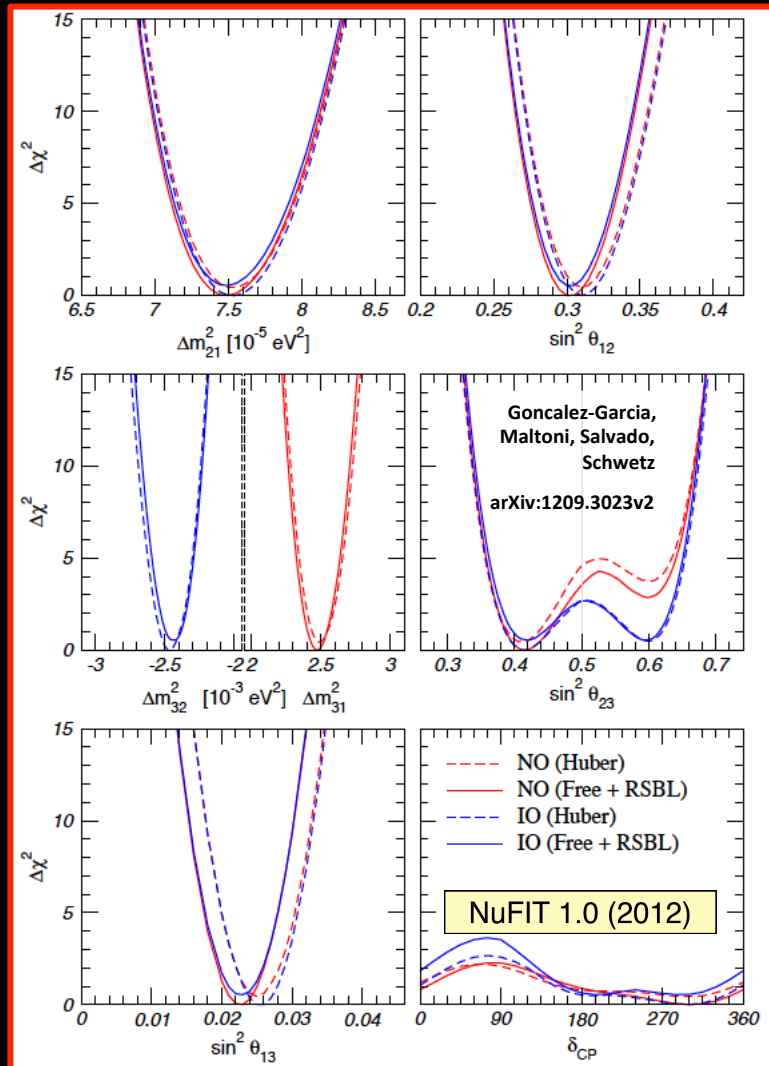 15
10
5
0
Δχ²
6.5 7 7.5 8 8.5
Δm²₂₁ [10⁻⁵ eV²]
0.2 0.25 0.3 0.35 0.4
sin² θ₁₂
15
10
5
0
Δχ²
-3 -2.5 -2 2 2.5 3
Δm²₃₂ [10⁻³ eV²] Δm²₃₁
Goncalez-Garcia,
Maltoni, Salvado,
Schwetz
arXiv:1209.3023v2
0.3 0.4 0.5 0.6 0.7
sin² θ₂₃
15
10
5
0
Δχ²
0 0.01 0.02 0.03 0.04
sin² θ₁₃
NO (Huber)
NO (Free + RSBL)
IO (Huber)
IO (Free + RSBL)
NuFIT 1.0 (2012)
0 90 180 270 360
δCP